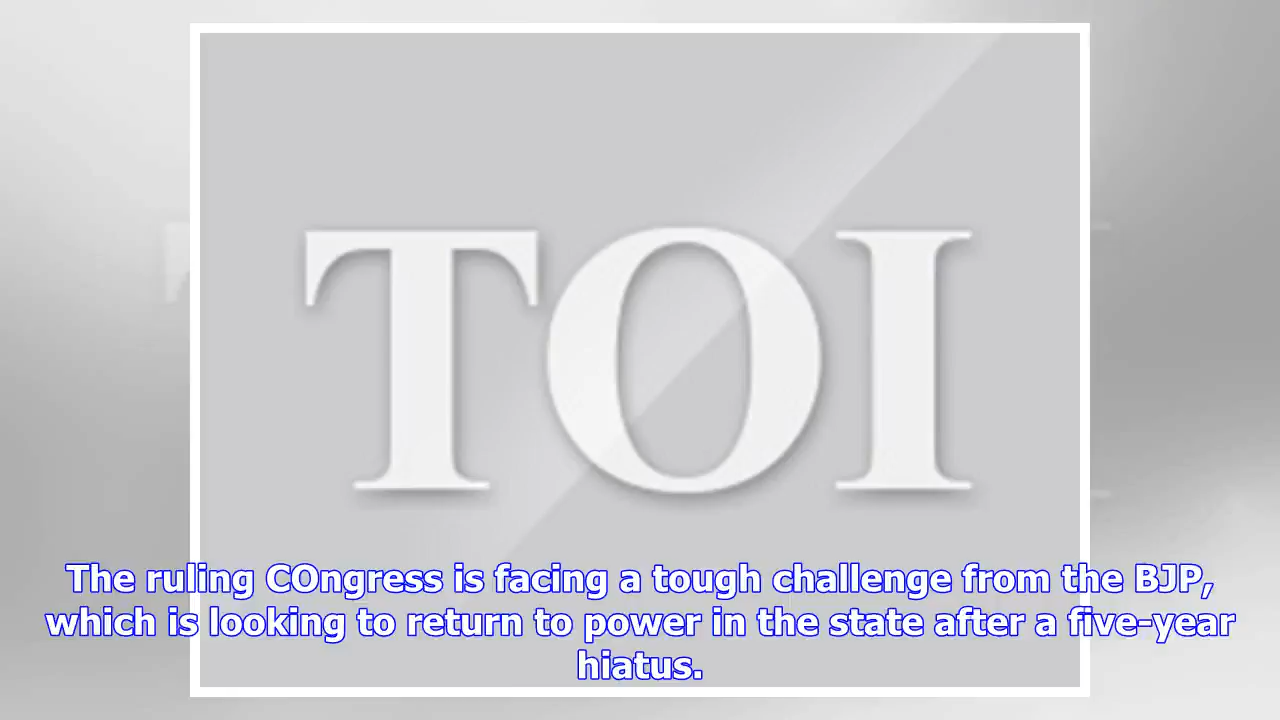 TOI
The ruling COngress is facing a tough challenge from the BJP,
which is looking to return to power in the state after a five-year
hiatus.